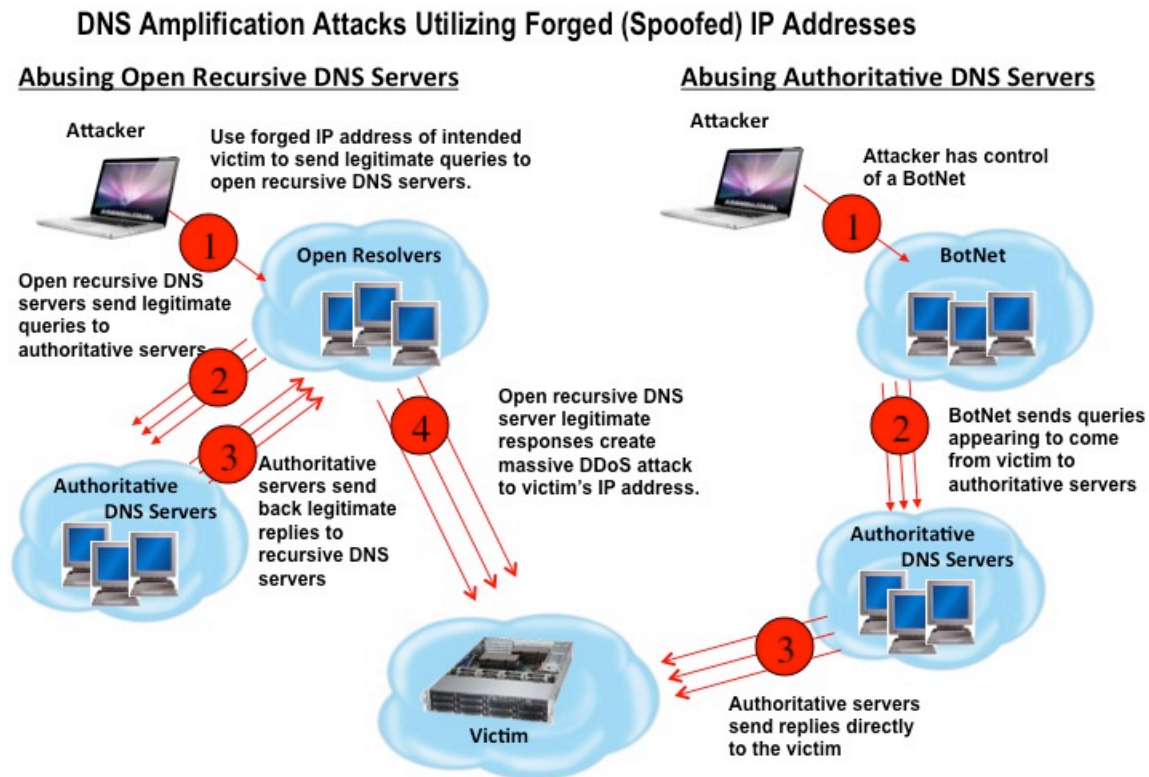 DNS Amplification Attacks Utilizing Forged (Spoofed) IP Addresses
Abusing Open Recursive DNS Servers
Attacker
Use forged IP address of intended
victim to send legitimate queries to
open recursive DNS servers.
1
Open Resolvers
Open recursive DNS
servers send legitimate
queries to
authoritative servers
2
3
Authoritative
DNS Servers
Authoritative
servers send
back legitimate
replies to
recursive DNS
servers
4
Open recursive DNS
server legitimate
responses create
massive DDoS attack
to victim's IP address.
Victim
Abusing Authoritative DNS Servers
Attacker
Attacker has control
of a BotNet
1
BotNet
2
BotNet sends queries
appearing to come
from victim to
authoritative servers
Authoritative
DNS Servers
3
Authoritative servers
send replies directly
to the victim